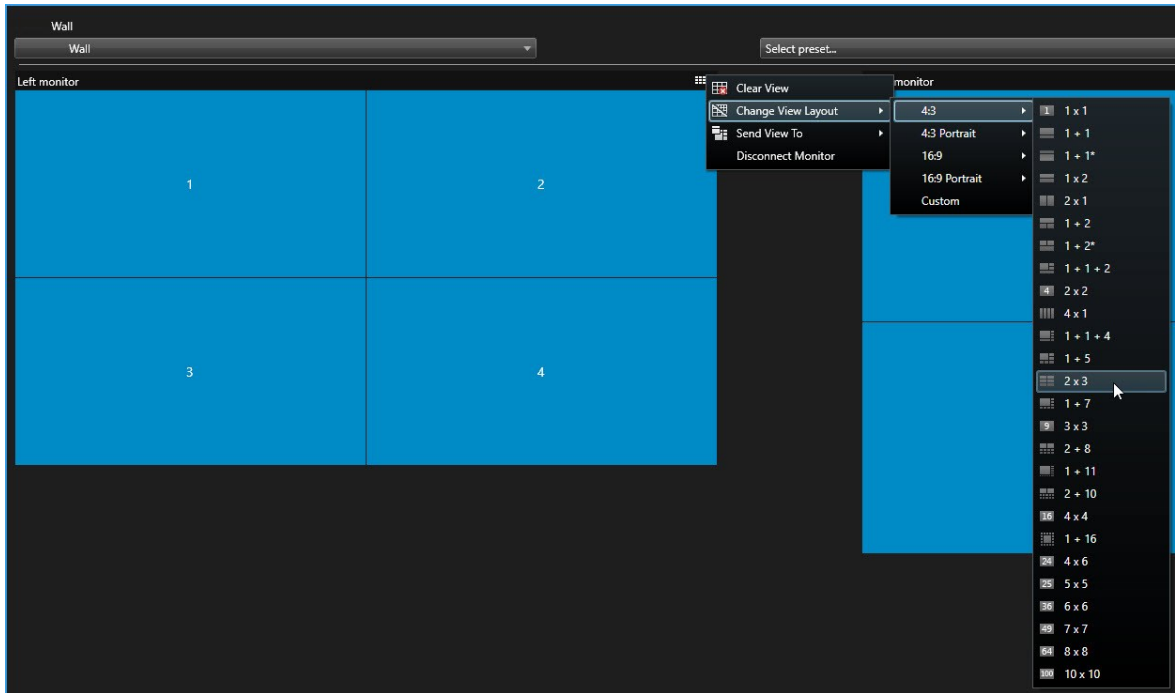 Wall
Wall
Select preset...
Left monitor
monitor
Clear View
Change View Layout
Send View To
Disconnect Monitor
4:3
4:3 Portrait
16:9
16:9 Portrait
Custom
1 1 x 1
1 + 1
1 + 1*
1 x 2
2 x 1
1 + 2
1 + 2*
1 + 1 + 2
4 2 x 2
4 x 1
1 + 1 + 4
1 + 5
2 x 3
1 + 7
9 3 x 3
2 + 8
1 + 11
2 + 10
16 4 x 4
1 + 16
24 4 x 6
25 5 x 5
36 6 x 6
49 7 x 7
64 8 x 8
100 10 x 10
1
2
3
4